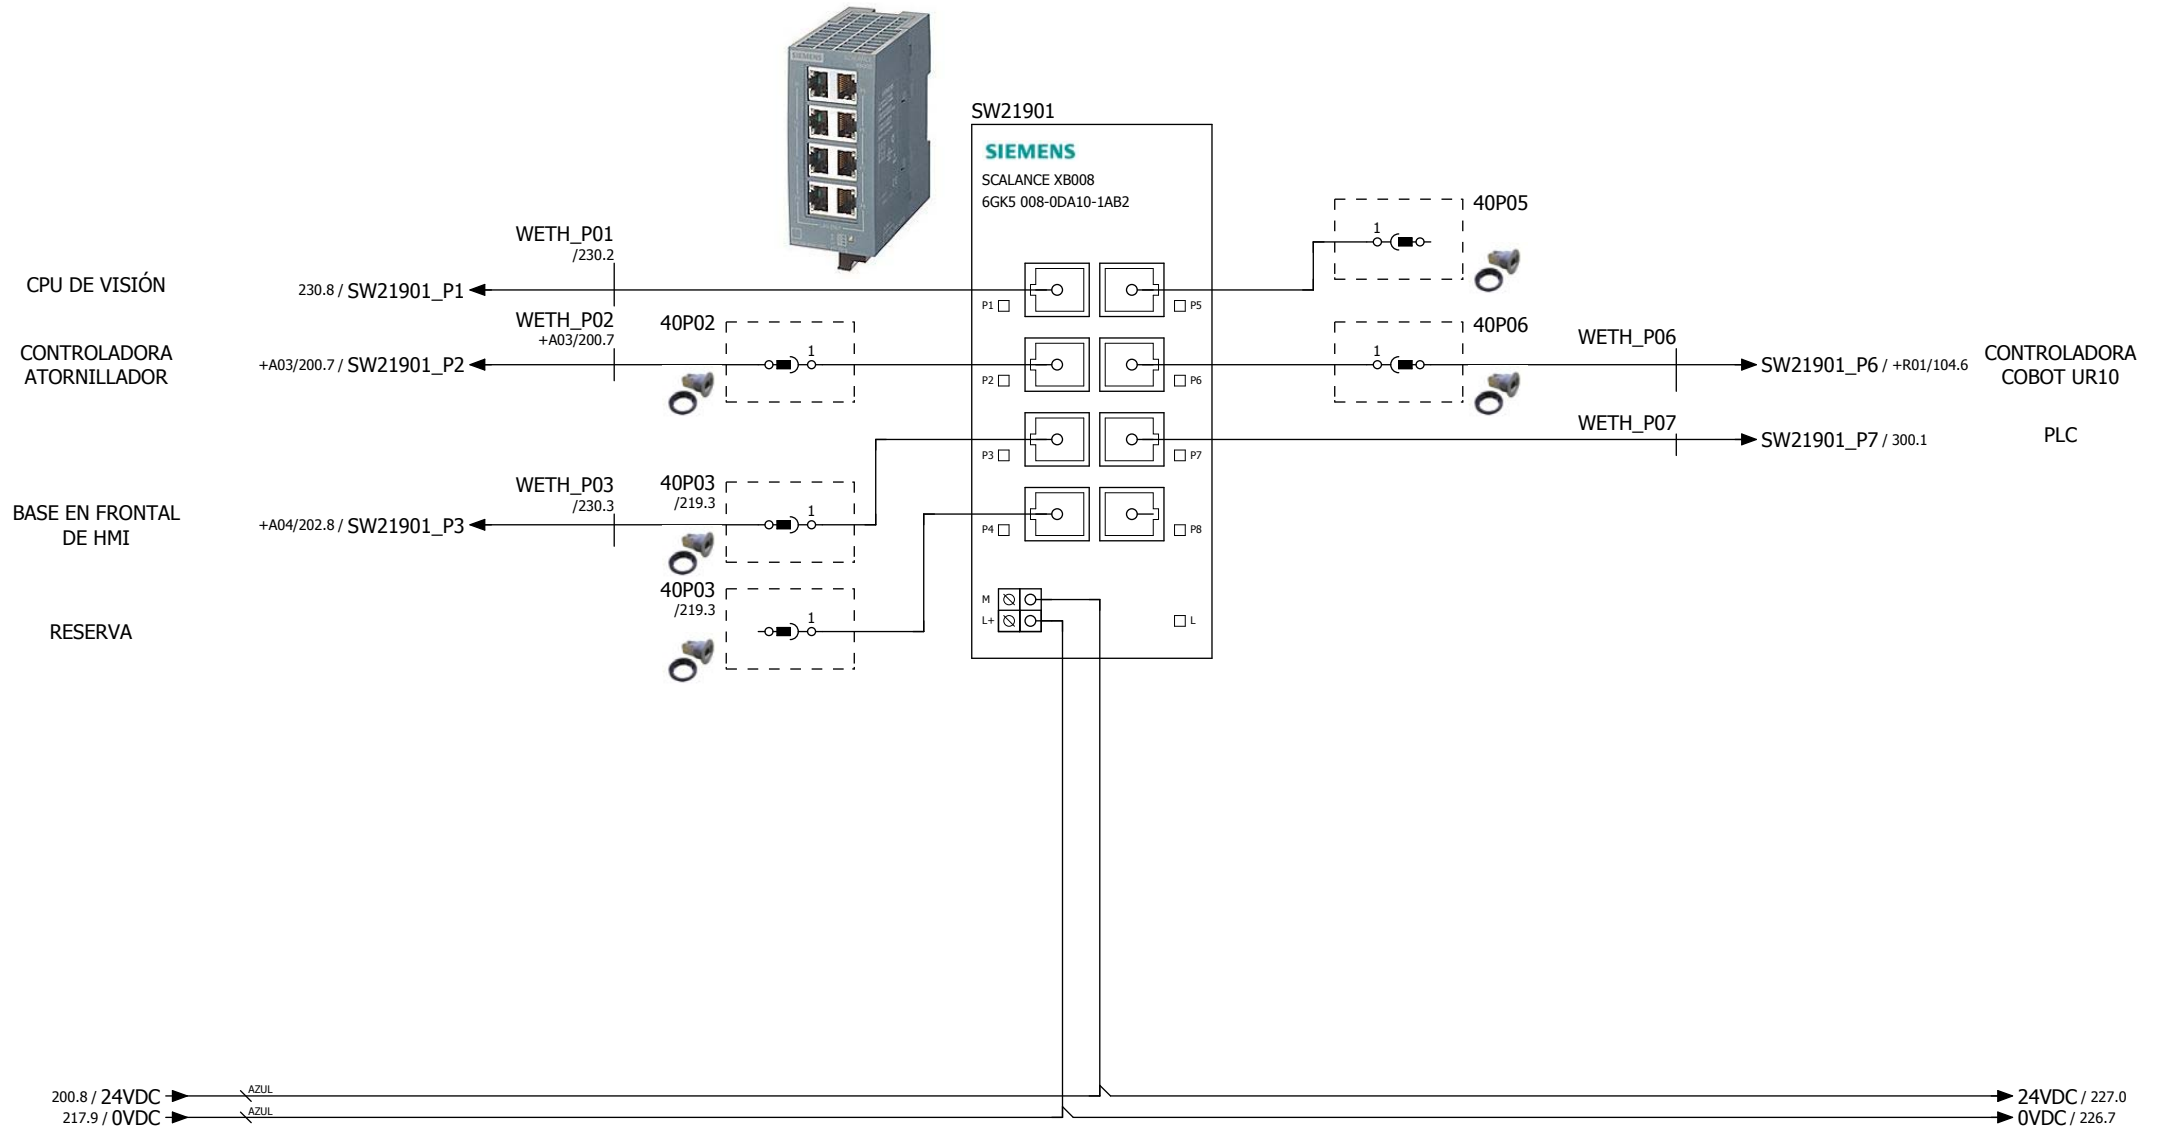 SIEMENS
SW21901
SIEMENS
SCALANCE XB008
6GK5 008-0DA10-1AB2
40P05
1
WETH_P01
/230.2
CPU DE VISIÓN
230.8 / SW21901_P1
P1
P5
WETH_P02
+A03/200.7
40P02
1
40P06
1
WETH_P06
CONTROLADORA
ATORNILLADOR
+A03/200.7 / SW21901_P2
P2
P6
SW21901_P6 / +R01/104.6
CONTROLADORA
COBOT UR10
WETH_P07
P3
P7
SW21901_P7 / 300.1
PLC
WETH_P03
/230.3
40P03
/219.3
1
BASE EN FRONTAL
DE HMI
+A04/202.8 / SW21901_P3
P4
P8
40P03
/219.3
1
RESERVA
M
L+
L
200.8 / 24VDC
AZUL
24VDC / 227.0
217.9 / 0VDC
AZUL
0VDC / 226.7